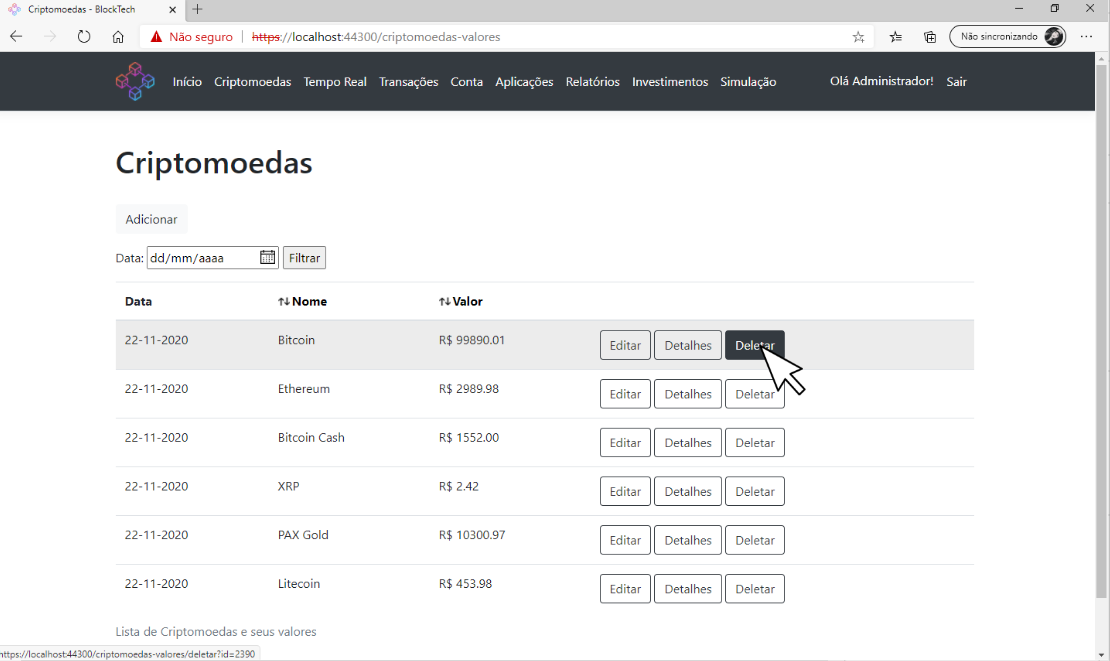 Criptomoedas - BlockTech
Não seguro https://localhost:44300/criptomoedas-valores Não sincronizando
Início Criptomoedas Tempo Real Transações Conta Aplicações Relatórios Investimentos Simulação Olá Administrador! Sair
Criptomoedas
Adicionar
Data: dd/mm/aaaa Filtrar
Data ↑↓Nome ↑↓Valor
22-11-2020 Bitcoin R$ 99890.01 Editar Detalhes Deletar
22-11-2020 Ethereum R$ 2989.98 Editar Detalhes Deletar
22-11-2020 Bitcoin Cash R$ 1552.00 Editar Detalhes Deletar
22-11-2020 XRP R$ 2.42 Editar Detalhes Deletar
22-11-2020 PAX Gold R$ 10300.97 Editar Detalhes Deletar
22-11-2020 Litecoin R$ 453.98 Editar Detalhes Deletar
Lista de Criptomoedas e seus valores
https://localhost:44300/criptomoedas-valores/deletar?id=2390